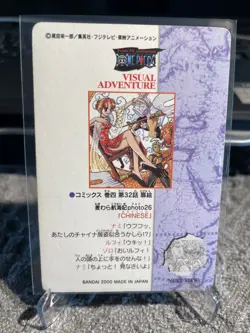 ©尾田栄一郎/集英社・フジテレビ・東映アニメーション
ONE PIECE
VISUAL
ADVENTURE
●コミックス 巻四 第32話 扉絵
麦わら航海記photo26
「CHINESE」
ナミ「ウフフッ、
あたしのチャイナ服姿似合うかしら!?」
ルフィ「ウキッ!」
ゾロ「おいルフィ!
人の頭の上に手をのせんな!」
ナミ「ちょっと! 見なさいよ」
BANDAI 2000 MADE IN JAPAN